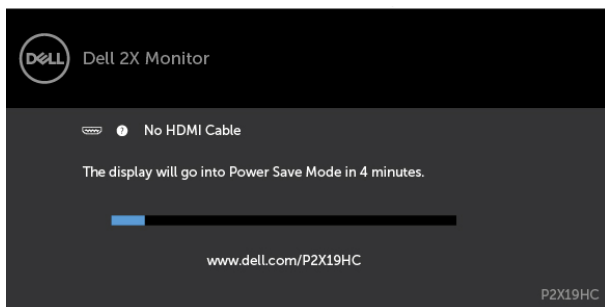 DELL
Dell 2X Monitor
? No HDMI Cable
The display will go into Power Save Mode in 4 minutes.
www.dell.com/P2X19HC
P2X19HC